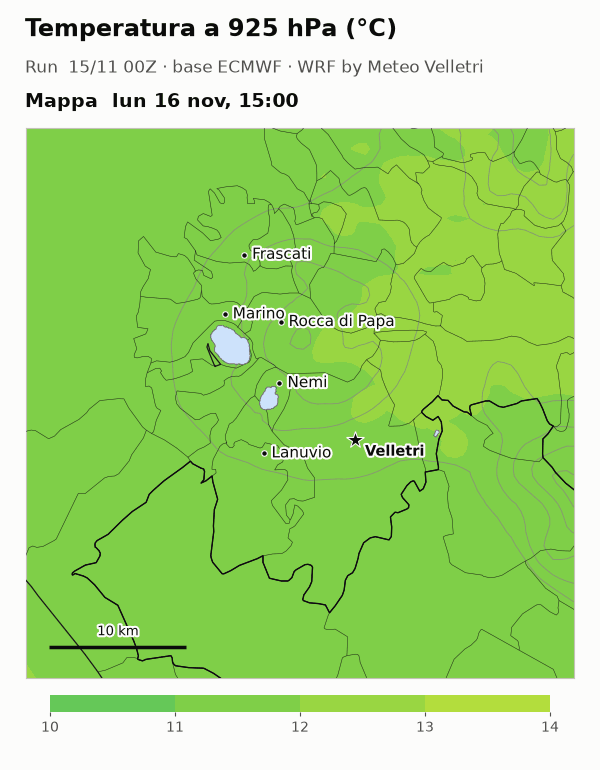 Temperatura a 925 hPa (°C)
Run  15/11 00Z · base ECMWF · WRF by Meteo Velletri
Mappa  lun 16 nov, 15:00
Frascati
Marino
Rocca di Papa
Nemi
Velletri
Lanuvio
10 km
10 11 12 13 14